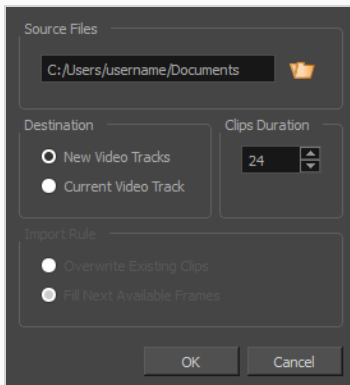 Source Files
C:/Users/username/Documents
Destination
New Video Tracks
Current Video Track
Clips Duration
24
Import Rule
Overwrite Existing Clips
Fill Next Available Frames
OK
Cancel